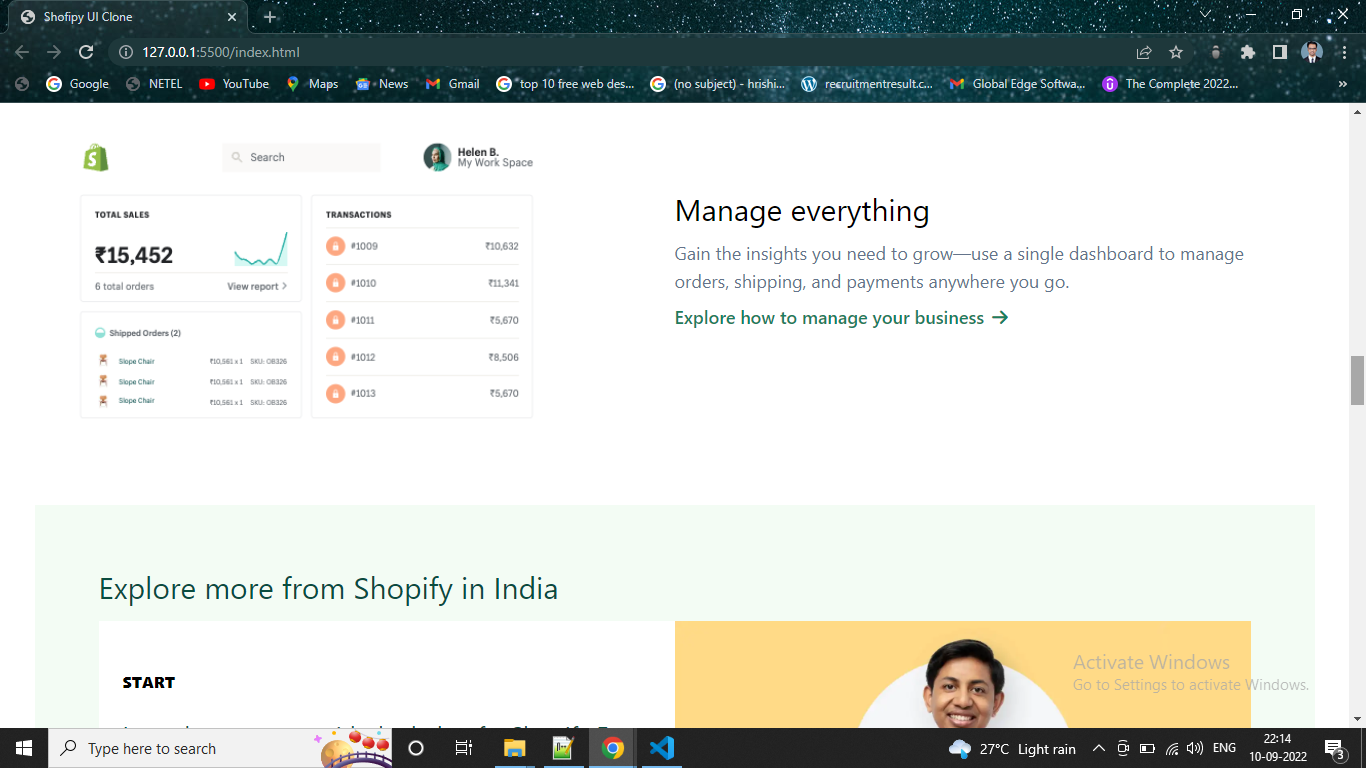 Shofipy UI Clone
127.0.0.1:5500/index.html
Google
NETEL
YouTube
Maps
News
Gmail
top 10 free web des...
(no subject) - hrishi...
recruitmentresult.c...
Global Edge Softwa...
The Complete 2022...
Search
Helen B.
My Work Space
TOTAL SALES
₹15,452
6 total orders
View report
Shipped Orders (2)
Slope Chair ₹10,561 x 1 SKU: OB326
Slope Chair ₹10,561 x 1 SKU: OB326
Slope Chair ₹10,561 x 1 SKU: OB326
TRANSACTIONS
#1009 ₹10,632
#1010 ₹11,341
#1011 ₹5,670
#1012 ₹8,506
#1013 ₹5,670
Manage everything
Gain the insights you need to grow—use a single dashboard to manage
orders, shipping, and payments anywhere you go.
Explore how to manage your business →
Explore more from Shopify in India
START
Activate Windows
Go to Settings to activate Windows.
Type here to search
27°C Light rain
ENG
22:14
10-09-2022
3